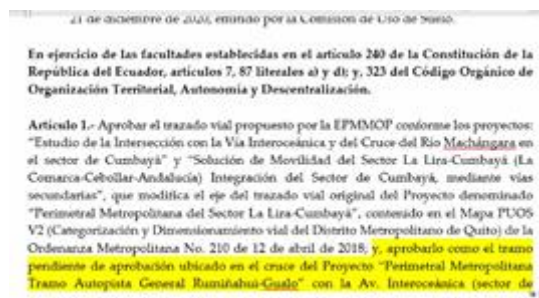 21 de diciembre de 2020, emitido por la Comisión de Uso de Suelo.
En ejercicio de las facultades establecidas en el artículo 240 de la Constitución de la
República del Ecuador, artículos 7, 87 literales a) y d); y, 323 del Código Orgánico de
Organización Territorial, Autonomía y Descentralización.
Artículo 1.- Aprobar el trazado vial propuesto por la EPMMOP conforme los proyectos:
"Estudio de la Intersección con la Vía Interoceánica y del Cruce del Río Machángara en
el sector de Cumbayá" y "Solución de Movilidad del Sector La Lira-Cumbayá (La
Comarca-Cebollar-Andalucía) Integración del Sector de Cumbayá, mediante vías
secundarias", que modifica el eje del trazado vial original del Proyecto denominado
"Perimetral Metropolitana del Sector La Lira-Cumbayá", contenido en el Mapa PUOS
V2 (Categorización y Dimensionamiento vial del Distrito Metropolitano de Quito) de la
Ordenanza Metropolitana No. 210 de 12 de abril de 2018; y, aprobarlo como el tramo
pendiente de aprobación ubicado en el cruce del Proyecto "Perimetral Metropolitana
Tramo Autopista General Rumiñahui-Gualo" con la Av. Interoceánica (sector de